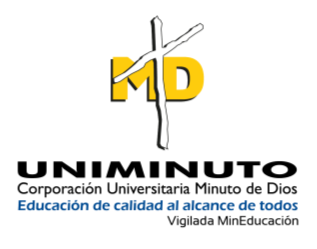 MD
UNIMINUTO
Corporación Universitaria Minuto de Dios
Educación de calidad al alcance de todos
Vigilada MinEducación